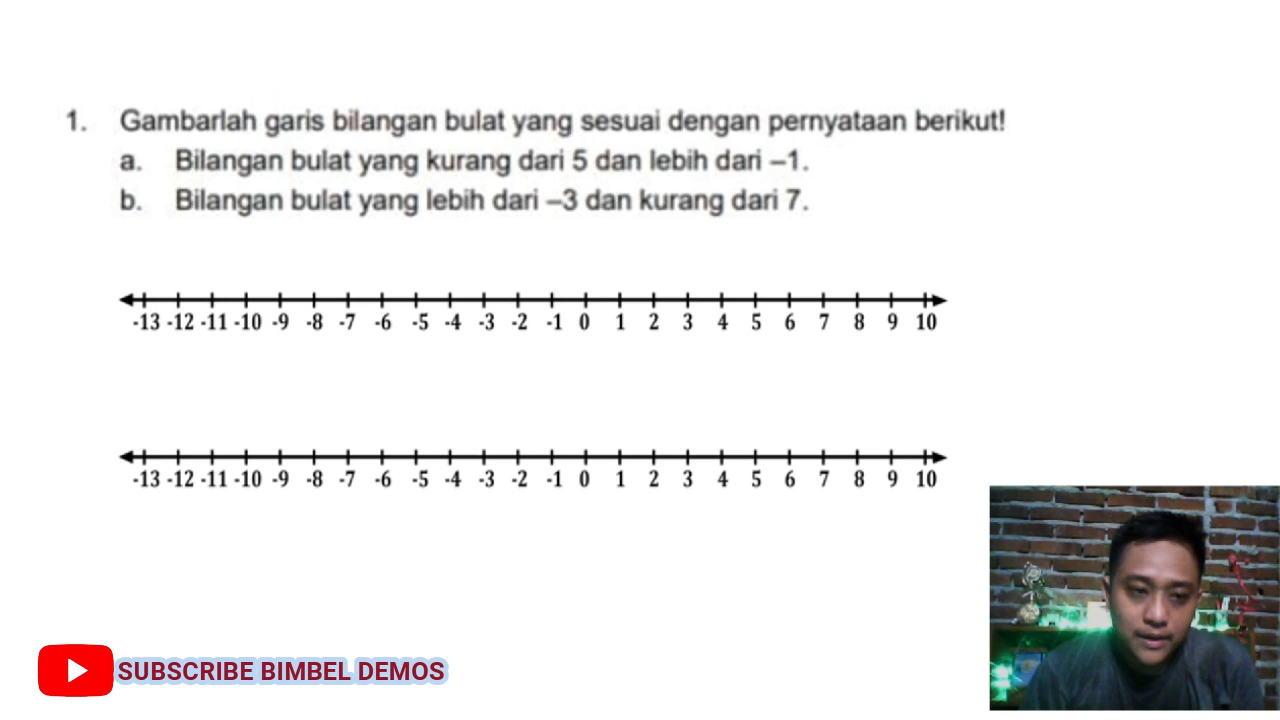 1. Gambarlah garis bilangan bulat yang sesuai dengan pernyataan berikut!
a. Bilangan bulat yang kurang dari 5 dan lebih dari –1.
b. Bilangan bulat yang lebih dari –3 dan kurang dari 7.
-13 -12 -11 -10 -9 -8 -7 -6 -5 -4 -3 -2 -1 0 1 2 3 4 5 6 7 8 9 10
-13 -12 -11 -10 -9 -8 -7 -6 -5 -4 -3 -2 -1 0 1 2 3 4 5 6 7 8 9 10
SUBSCRIBE BIMBEL DEMOS